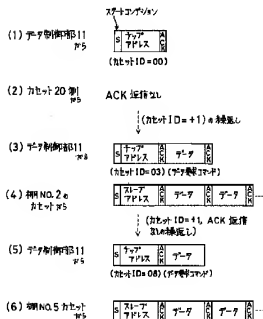 スタートコンディション
(1) データ制御部11から
S チップアドレス ACK
(カセットID=00)
(2) カセット20側から ACK 返信なし
(カセットID=+1)の繰返し
(3) データ制御部11から
S チップアドレス ACK データ ACK
(カセットID=03)(データ要求コマンド)
(4) 棚NO.2のカセットから
S スレーブアドレス ACK データ ACK データ ACK
(カセットID=+1, ACK 返信なしの繰返し)
(5) データ制御部11から
S チップアドレス ACK データ
(カセットID=08)(データ要求コマンド)
(6) 棚NO.5カセットから
S スレーブアドレス ACK データ ACK データ ACK